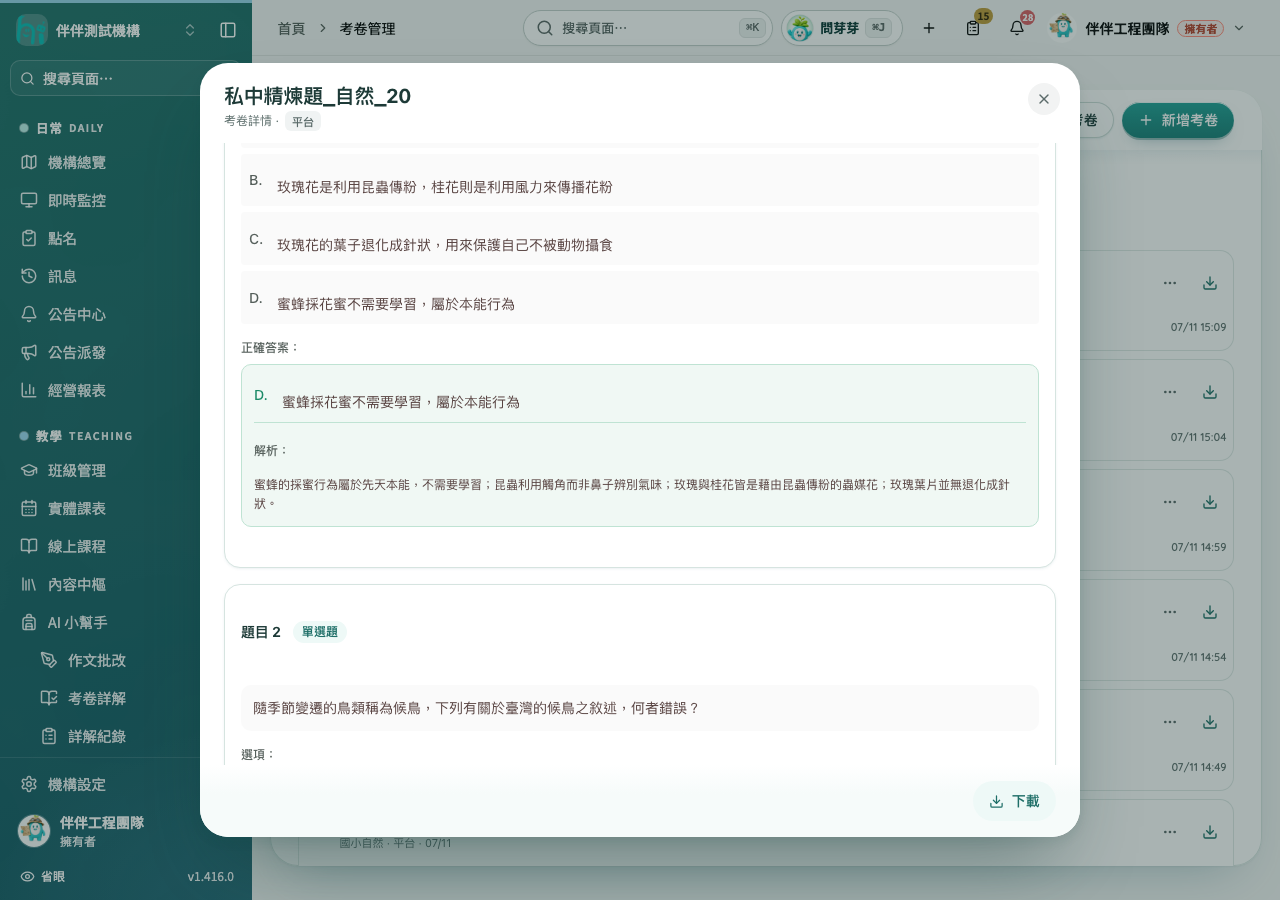 伴伴測試機構
搜尋頁面…
日常 DAILY
機構總覽
即時監控
點名
訊息
公告中心
公告派發
經營報表
教學 TEACHING
班級管理
實體課表
線上課程
內容中樞
AI 小幫手
作文批改
考卷詳解
詳解紀錄
機構設定
伴伴工程團隊
擁有者
省眼
v1.416.0
首頁
考卷管理
搜尋頁面…
⌘K
問芽芽
⌘J
15
28
伴伴工程團隊
擁有者
考卷
新增考卷
07/11 15:09
07/11 15:04
07/11 14:59
07/11 14:54
07/11 14:49
國小自然 · 平台 · 07/11
私中精煉題_自然_20
考卷詳情 · 平台
B. 玫瑰花是利用昆蟲傳粉，桂花則是利用風力來傳播花粉
C. 玫瑰花的葉子退化成針狀，用來保護自己不被動物攝食
D. 蜜蜂採花蜜不需要學習，屬於本能行為
正確答案：
D. 蜜蜂採花蜜不需要學習，屬於本能行為
解析：
蜜蜂的採蜜行為屬於先天本能，不需要學習；昆蟲利用觸角而非鼻子辨別氣味；玫瑰與桂花皆是藉由昆蟲傳粉的蟲媒花；玫瑰葉片並無退化成針
狀。
題目 2 單選題
隨季節變遷的鳥類稱為候鳥，下列有關於臺灣的候鳥之敘述，何者錯誤？
選項：
下載